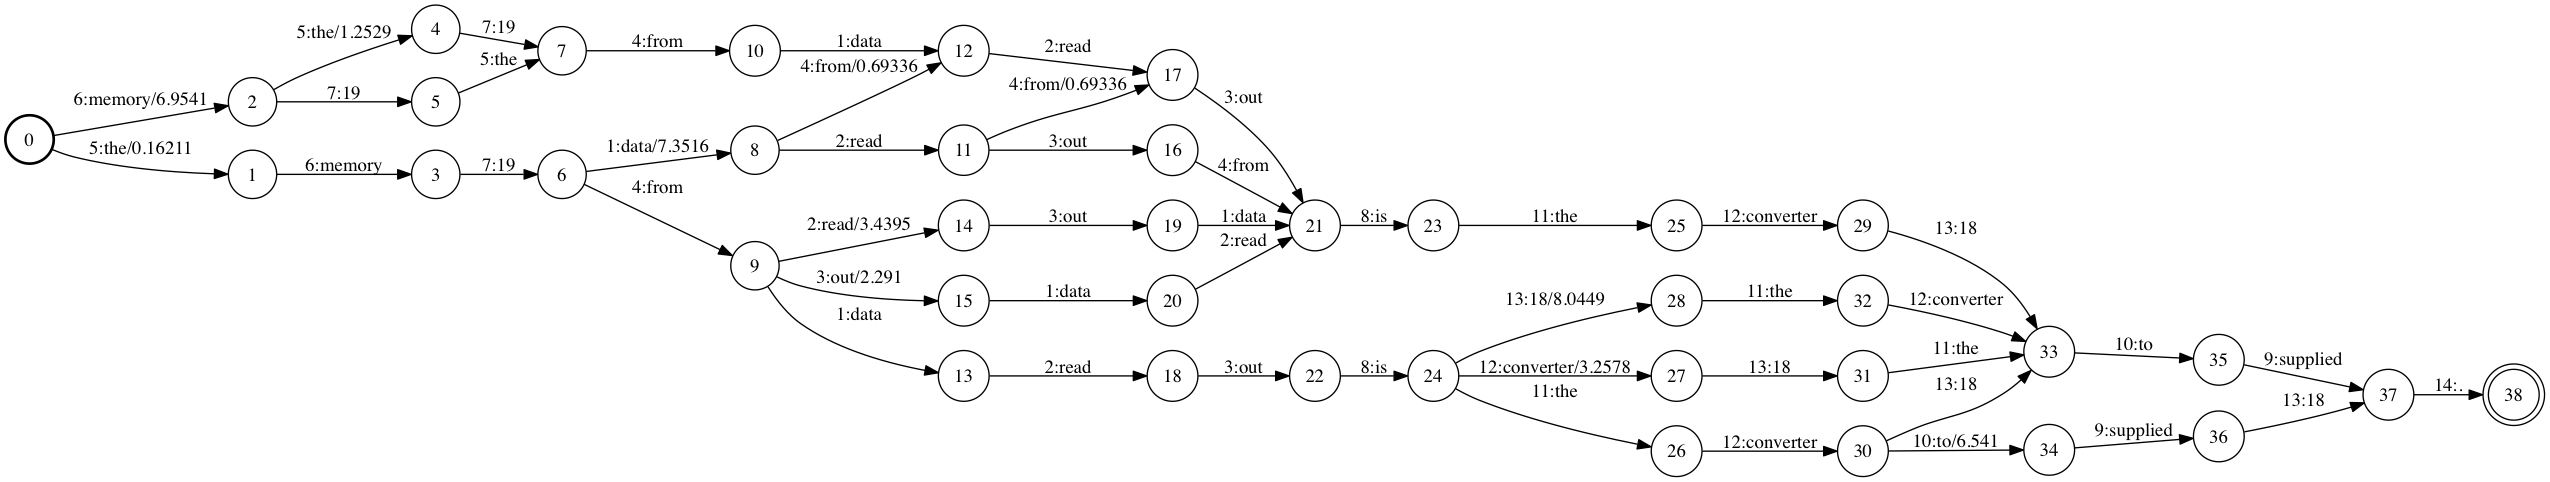 0
6:memory/6.9541
5:the/0.16211
2
1
5:the/1.2529
7:19
6:memory
4
5
3
7:19
5:the
7:19
7
6
4:from
1:data/7.3516
4:from
10
8
9
1:data
4:from/0.69336
2:read
2:read/3.4395
3:out/2.291
1:data
12
11
14
15
13
2:read
4:from/0.69336
3:out
3:out
1:data
2:read
17
16
19
20
18
3:out
4:from
1:data
2:read
3:out
21
22
8:is
8:is
23
24
11:the
13:18/8.0449
12:converter/3.2578
11:the
25
28
27
26
12:converter
11:the
13:18
12:converter
29
32
31
30
13:18
12:converter
11:the
13:18
10:to/6.541
33
34
10:to
9:supplied
35
36
9:supplied
13:18
37
14:.
38